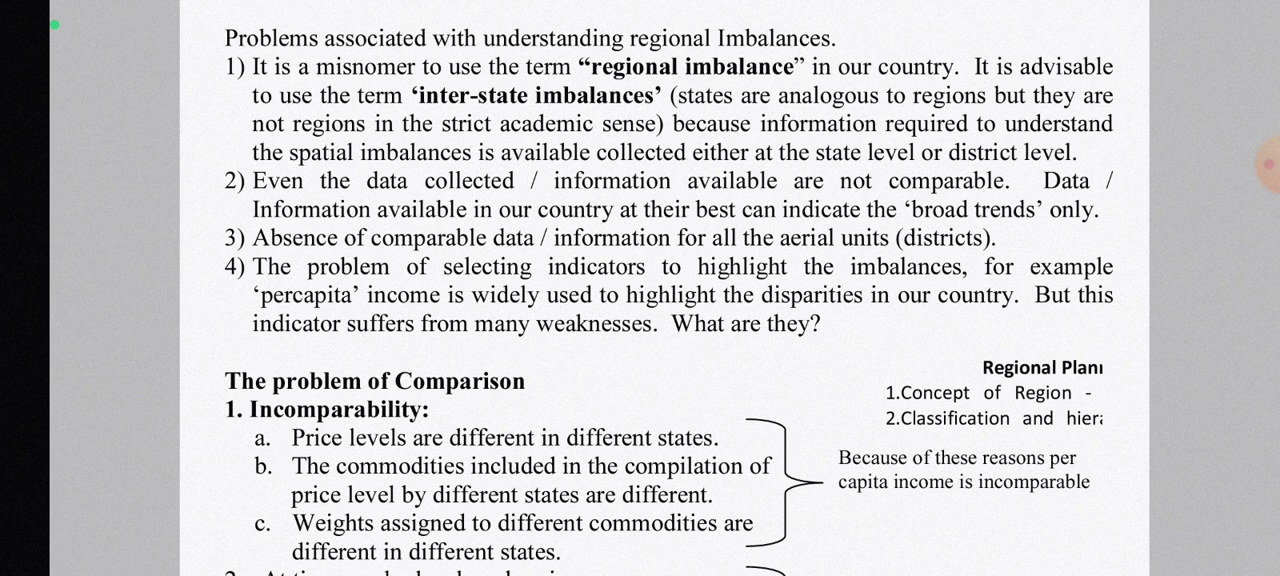 Problems associated with understanding regional Imbalances.
1) It is a misnomer to use the term “regional imbalance” in our country. It is advisable
to use the term ‘inter-state imbalances’ (states are analogous to regions but they are
not regions in the strict academic sense) because information required to understand
the spatial imbalances is available collected either at the state level or district level.
2) Even the data collected / information available are not comparable. Data /
Information available in our country at their best can indicate the ‘broad trends’ only.
3) Absence of comparable data / information for all the aerial units (districts).
4) The problem of selecting indicators to highlight the imbalances, for example
‘percapita’ income is widely used to highlight the disparities in our country. But this
indicator suffers from many weaknesses. What are they?
The problem of Comparison
1. Incomparability:
a. Price levels are different in different states.
b. The commodities included in the compilation of
price level by different states are different.
c. Weights assigned to different commodities are
different in different states.
Regional
1.Concept of Region -
2.Classification and
Because of these reasons per
capita income is incomparable